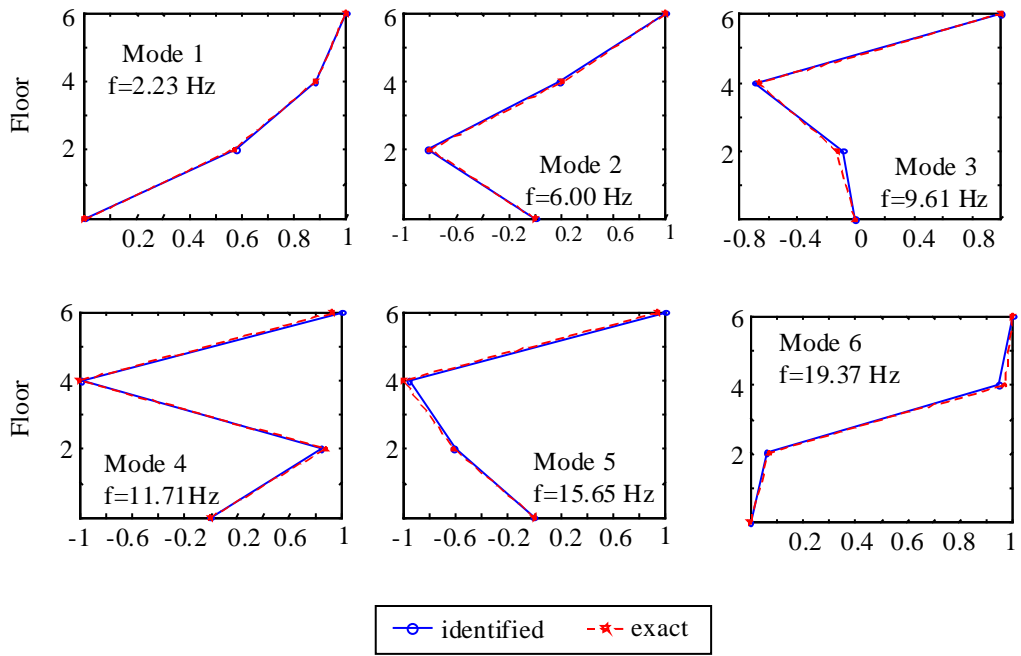 6
4
2
Floor
Mode 1
f=2.23 Hz
0.2 0.4 0.6 0.8 1
6
4
2
Mode 2
f=6.00 Hz
-1 -0.6 -0.2 0.2 0.6 1
6
4
2
Mode 3
f=9.61 Hz
-0.8 -0.4 0 0.4 0.8
6
4
2
Floor
Mode 4
f=11.71Hz
-1 -0.6 -0.2 0.2 0.6 1
6
4
2
Mode 5
f=15.65 Hz
-1 -0.6 -0.2 0.2 0.6 1
6
4
2
Mode 6
f=19.37 Hz
0.2 0.4 0.6 0.8 1
identified exact